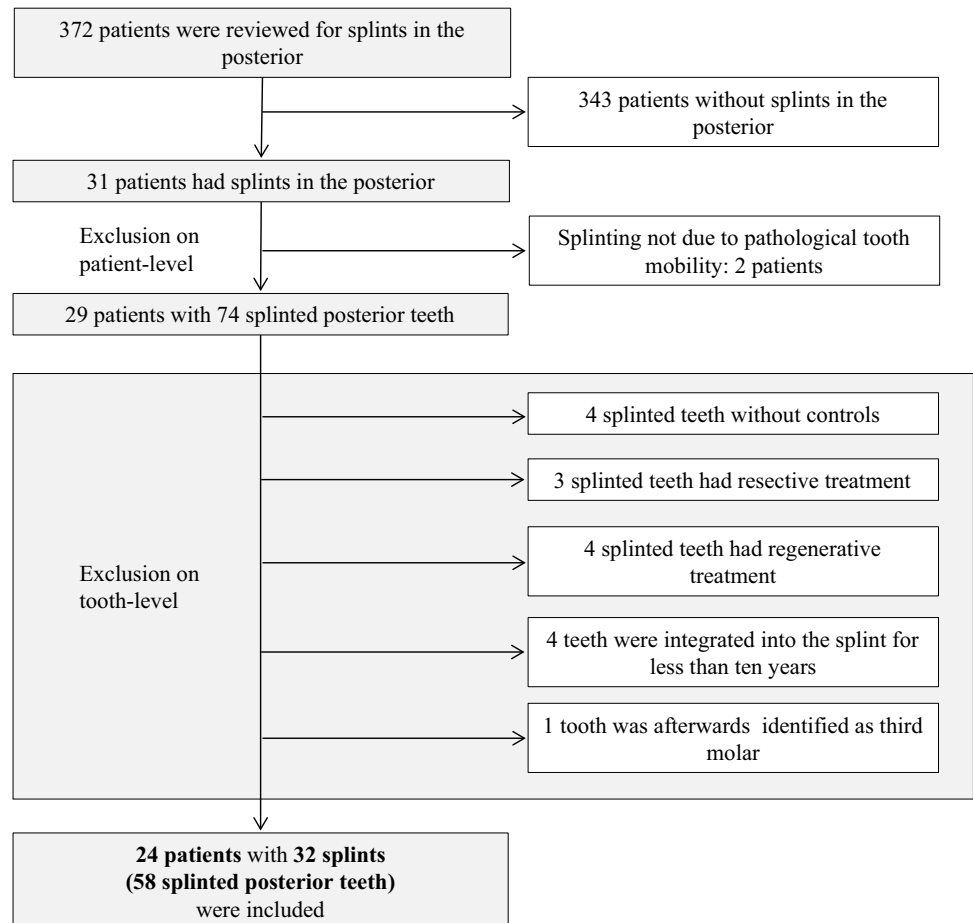 372 patients were reviewed for splints in the
posterior
343 patients without splints in the
posterior
31 patients had splints in the posterior
Exclusion on
patient-level
Splinting not due to pathological tooth
mobility: 2 patients
29 patients with 74 splinted posterior teeth
4 splinted teeth without controls
3 splinted teeth had resective treatment
4 splinted teeth had regenerative
treatment
Exclusion on
tooth-level
4 teeth were integrated into the splint for
less than ten years
1 tooth was afterwards identified as third
molar
24 patients with 32 splints
(58 splinted posterior teeth)
were included